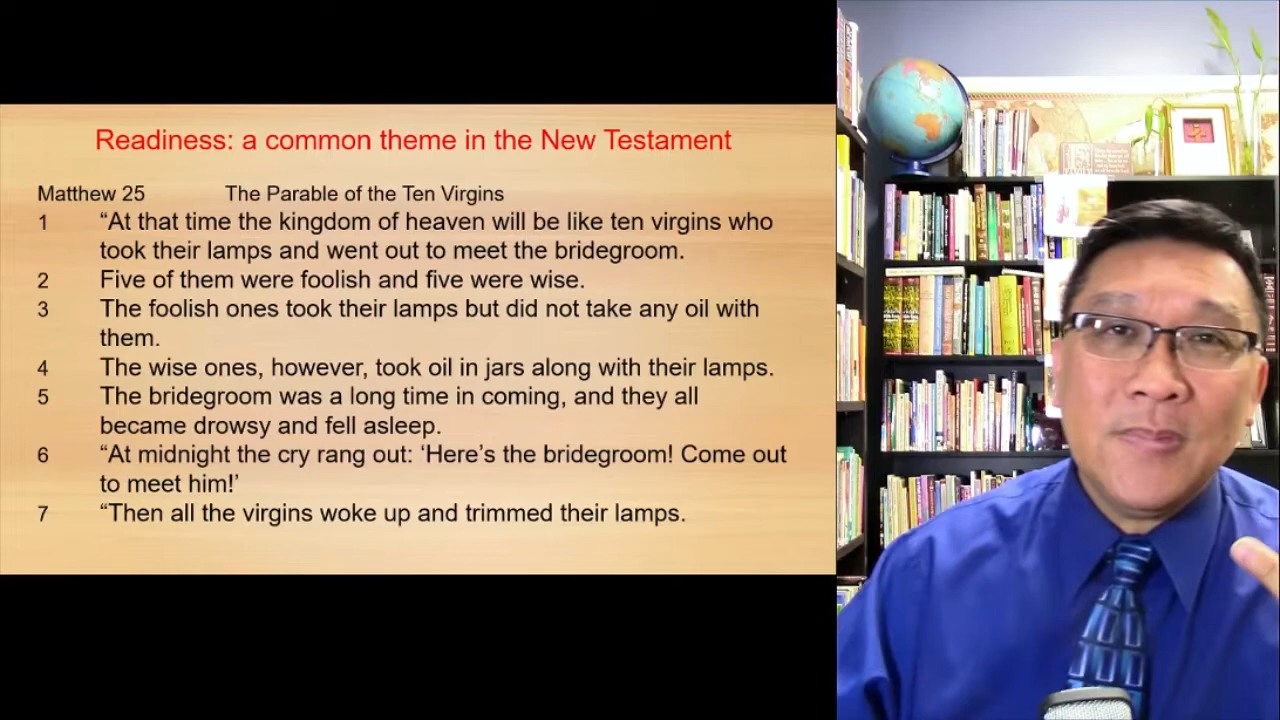 Readiness: a common theme in the New Testament
Matthew 25 The Parable of the Ten Virgins
1 “At that time the kingdom of heaven will be like ten virgins who
took their lamps and went out to meet the bridegroom.
2 Five of them were foolish and five were wise.
3 The foolish ones took their lamps but did not take any oil with
them.
4 The wise ones, however, took oil in jars along with their lamps.
5 The bridegroom was a long time in coming, and they all
became drowsy and fell asleep.
6 “At midnight the cry rang out: ‘Here’s the bridegroom! Come out
to meet him!’
7 “Then all the virgins woke up and trimmed their lamps.